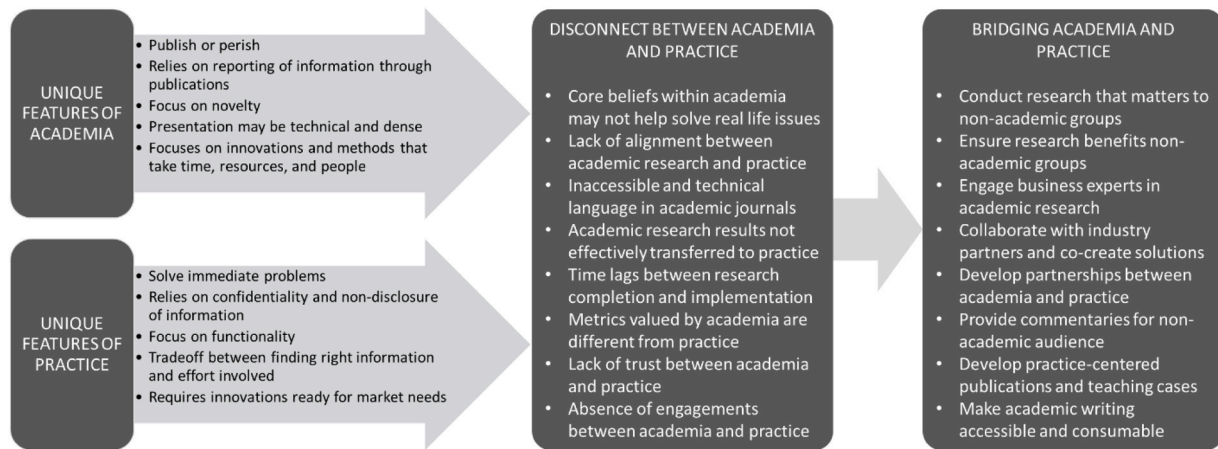 UNIQUE
FEATURES OF
ACADEMIA
• Publish or perish
• Relies on reporting of information through
publications
• Focus on novelty
• Presentation may be technical and dense
• Focuses on innovations and methods that
take time, resources, and people
UNIQUE
FEATURES OF
PRACTICE
• Solve immediate problems
• Relies on confidentiality and non-disclosure
of information
• Focus on functionality
• Tradeoff between finding right information
and effort involved
• Requires innovations ready for market needs
DISCONNECT BETWEEN ACADEMIA
AND PRACTICE
• Core beliefs within academia
may not help solve real life issues
• Lack of alignment between
academic research and practice
• Inaccessible and technical
language in academic journals
• Academic research results not
effectively transferred to practice
• Time lags between research
completion and implementation
• Metrics valued by academia are
different from practice
• Lack of trust between academia
and practice
• Absence of engagements
between academia and practice
BRIDGING ACADEMIA AND
PRACTICE
• Conduct research that matters to
non-academic groups
• Ensure research benefits non-
academic groups
• Engage business experts in
academic research
• Collaborate with industry
partners and co-create solutions
• Develop partnerships between
academia and practice
• Provide commentaries for non-
academic audience
• Develop practice-centered
publications and teaching cases
• Make academic writing
accessible and consumable